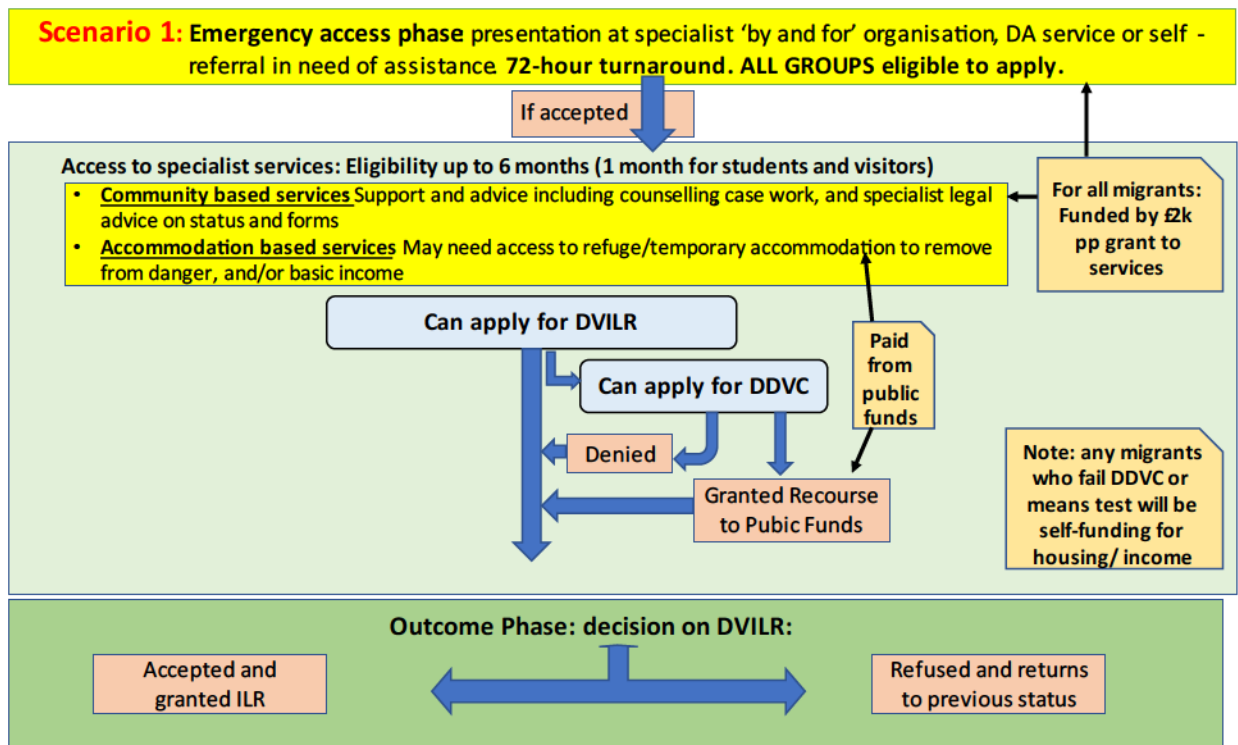 Scenario 1: Emergency access phase presentation at specialist ‘by and for’ organisation, DA service or self -
referral in need of assistance. 72-hour turnaround. ALL GROUPS eligible to apply.
If accepted
Access to specialist services: Eligibility up to 6 months (1 month for students and visitors)
• Community based services Support and advice including counselling case work, and specialist legal
advice on status and forms
• Accommodation based services May need access to refuge/temporary accommodation to remove
from danger, and/or basic income
For all migrants:
Funded by £2k
pp grant to
services
Can apply for DVILR
Can apply for DDVC
Paid
from
public
funds
Denied
Granted Recourse
to Pubic Funds
Note: any migrants
who fail DDVC or
means test will be
self-funding for
housing/ income
Outcome Phase: decision on DVILR:
Accepted and
granted ILR
Refused and returns
to previous status